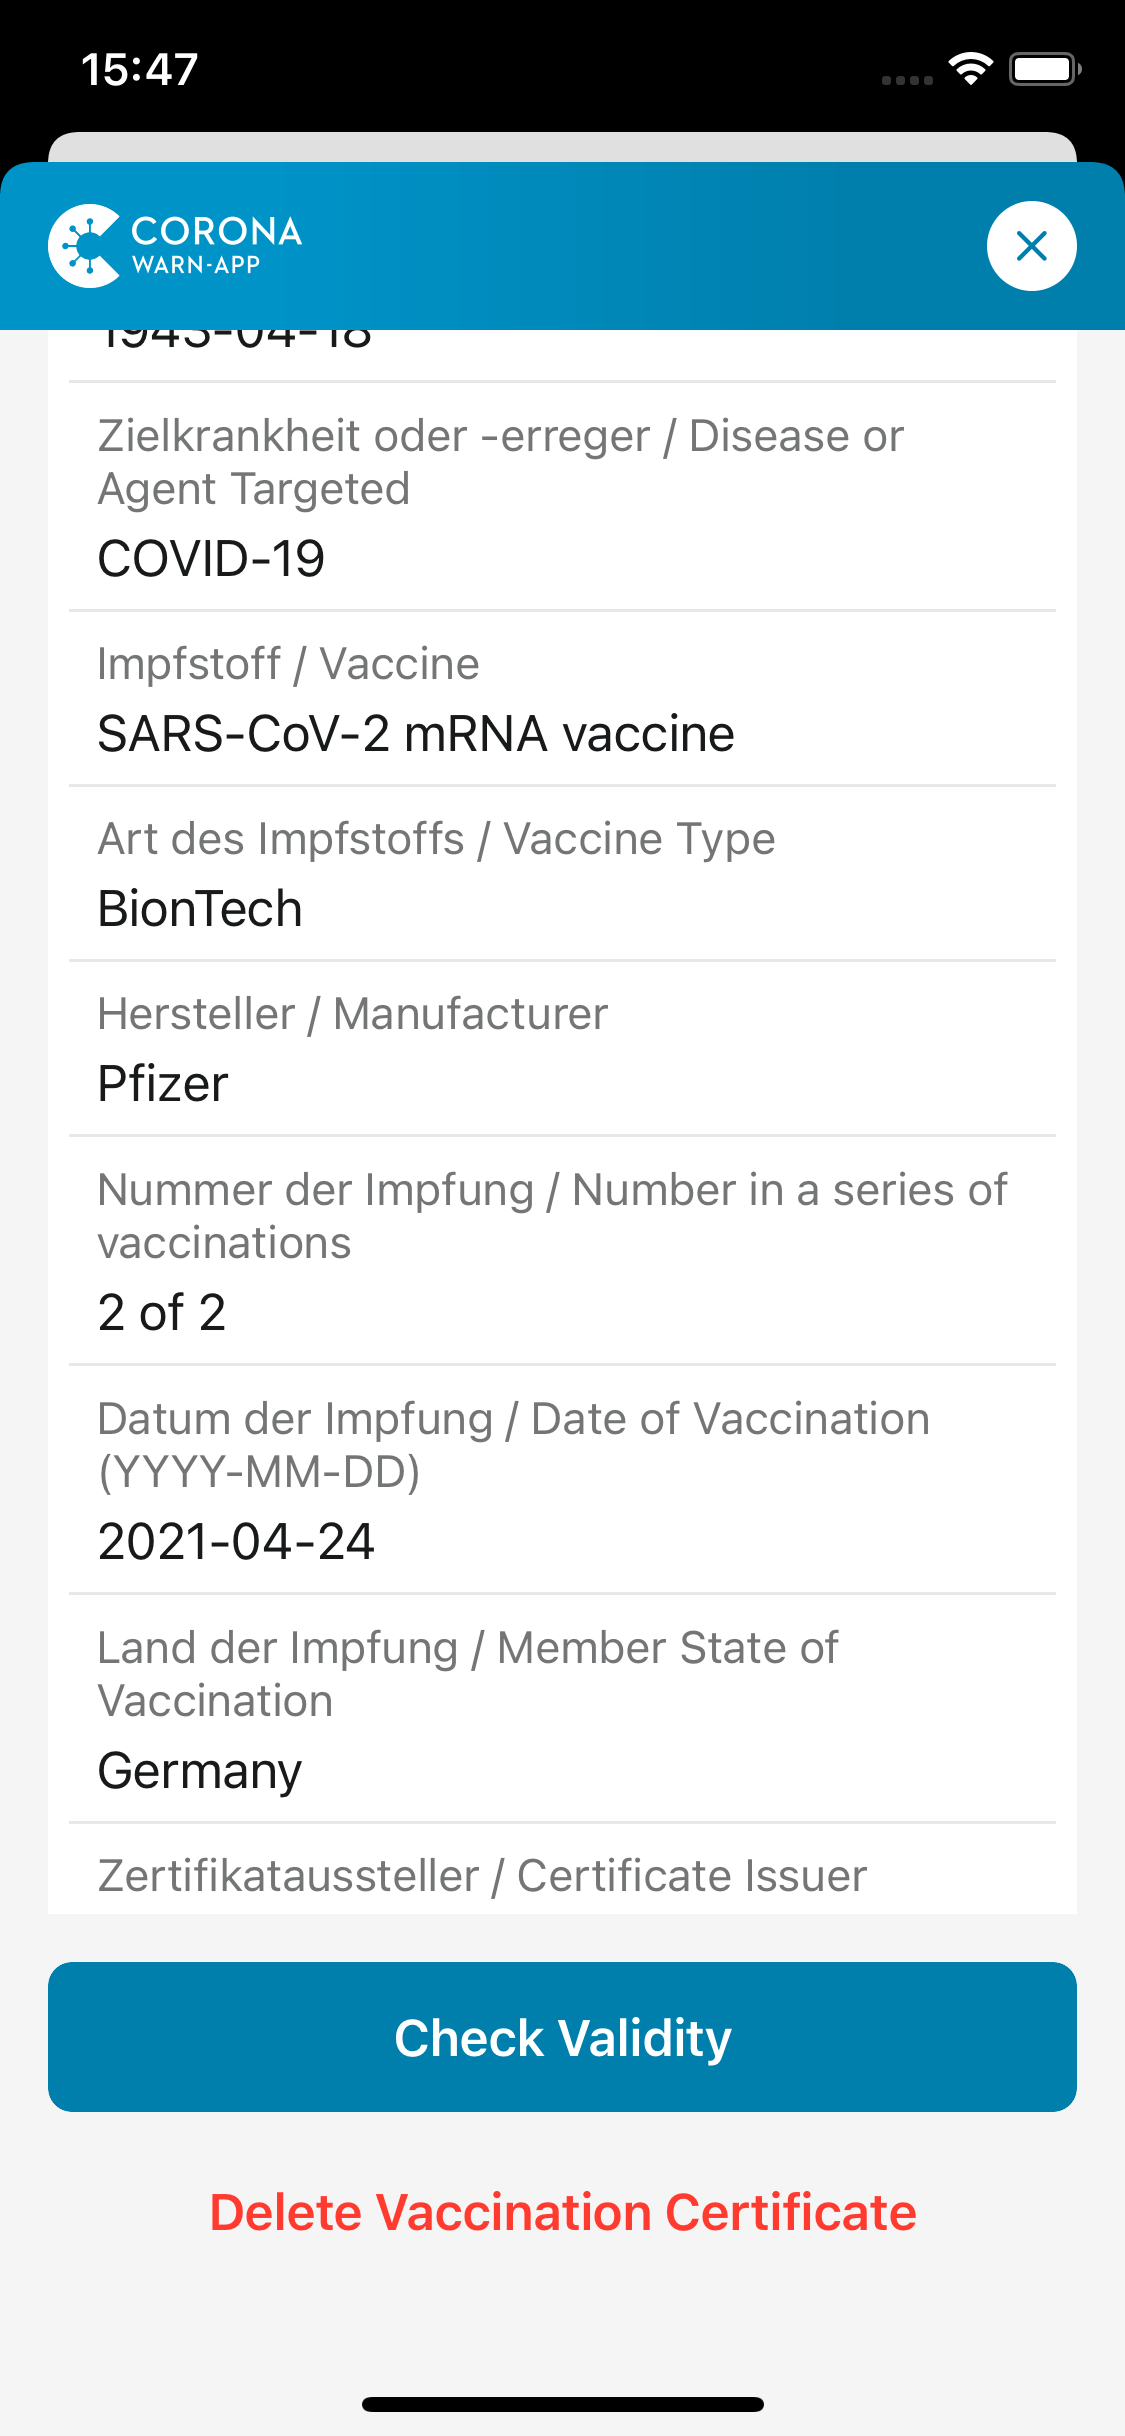 15:47
CORONA
WARN-APP
1943-04-18
Zielkrankheit oder -erreger / Disease or
Agent Targeted
COVID-19
Impfstoff / Vaccine
SARS-CoV-2 mRNA vaccine
Art des Impfstoffs / Vaccine Type
BionTech
Hersteller / Manufacturer
Pfizer
Nummer der Impfung / Number in a series of
vaccinations
2 of 2
Datum der Impfung / Date of Vaccination
(YYYY-MM-DD)
2021-04-24
Land der Impfung / Member State of
Vaccination
Germany
Zertifikataussteller / Certificate Issuer
Check Validity
Delete Vaccination Certificate